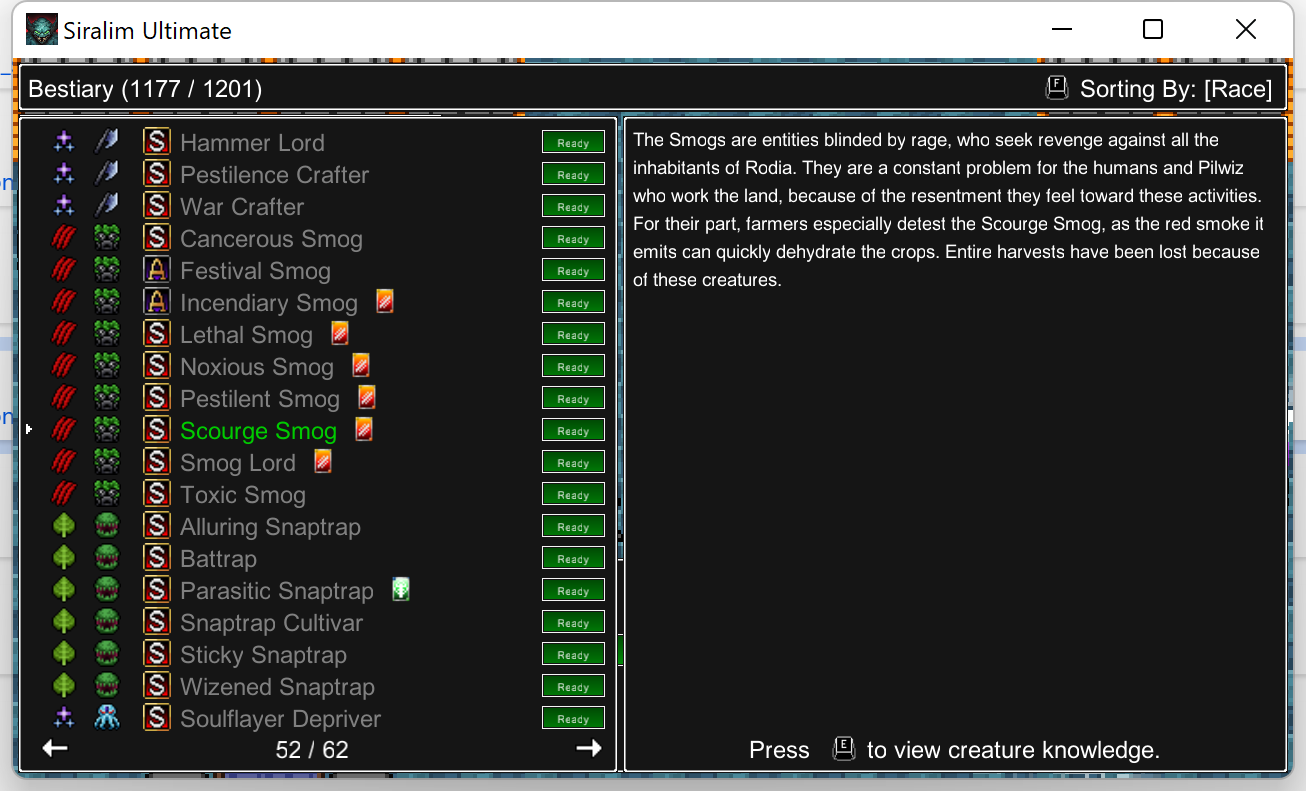 Siralim Ultimate
Bestiary (1177 / 1201)
F Sorting By: [Race]
S Hammer Lord Ready
S Pestilence Crafter Ready
S War Crafter Ready
S Cancerous Smog Ready
A Festival Smog Ready
A Incendiary Smog Ready
S Lethal Smog Ready
S Noxious Smog Ready
S Pestilent Smog Ready
S Scourge Smog Ready
S Smog Lord Ready
S Toxic Smog Ready
S Alluring Snaptrap Ready
S Battrap Ready
S Parasitic Snaptrap Ready
S Snaptrap Cultivar Ready
S Sticky Snaptrap Ready
S Wizened Snaptrap Ready
S Soulflayer Depriver Ready
52 / 62
The Smogs are entities blinded by rage, who seek revenge against all the
inhabitants of Rodia. They are a constant problem for the humans and Pilwiz
who work the land, because of the resentment they feel toward these activities.
For their part, farmers especially detest the Scourge Smog, as the red smoke it
emits can quickly dehydrate the crops. Entire harvests have been lost because
of these creatures.
Press E to view creature knowledge.